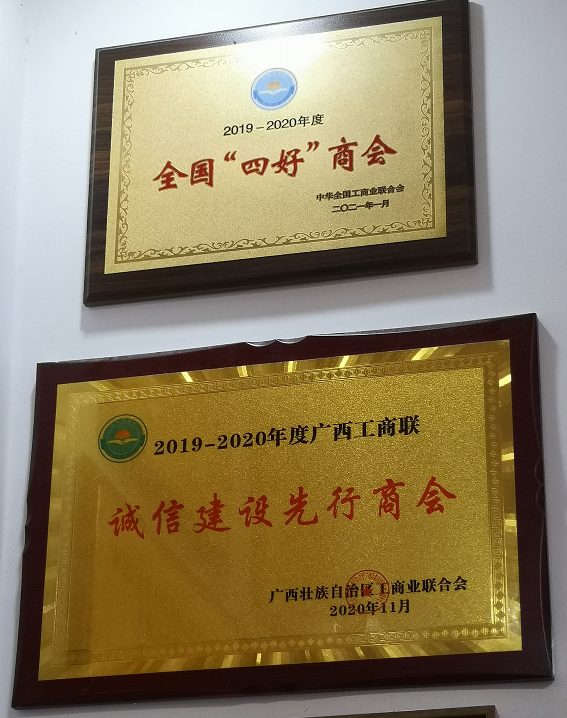 2019-2020年度
全国“四好”商会
中华全国工商业联合会
二〇二一年一月
2019-2020年度广西工商联
诚信建设先行商会
广西壮族自治区工商业联合会
2020年11月